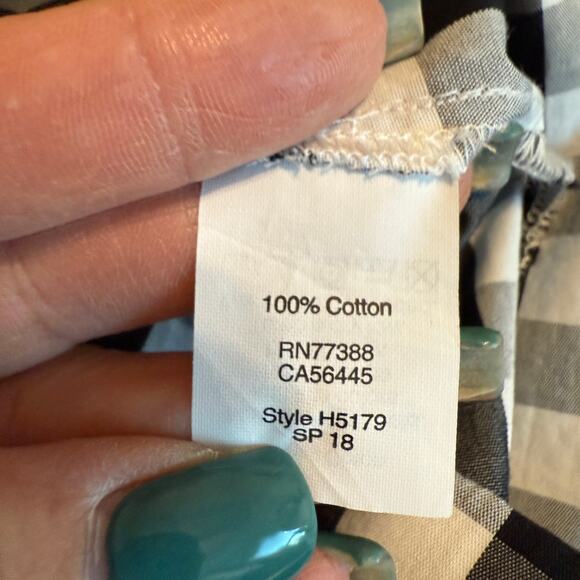 100% Cotton
RN77388
CA56445
Style H5179
SP 18